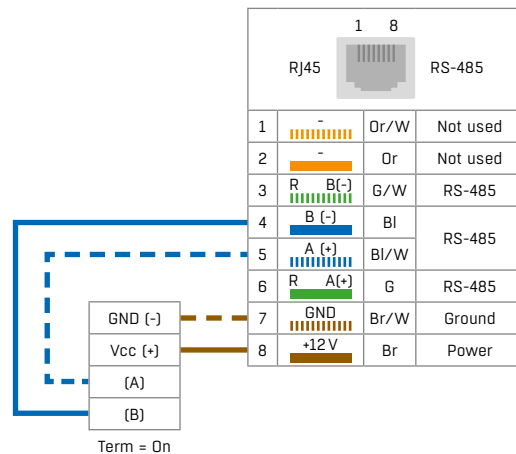 1 8
RJ45 RS-485
1 - Or/W Not used
2 - Or Not used
3 R B(-) G/W RS-485
4 B (-) Bl RS-485
5 A (+) Bl/W
6 R A(+) G RS-485
7 GND Br/W Ground
8 +12 V Br Power
GND (-)
Vcc (+)
(A)
(B)
Term = On